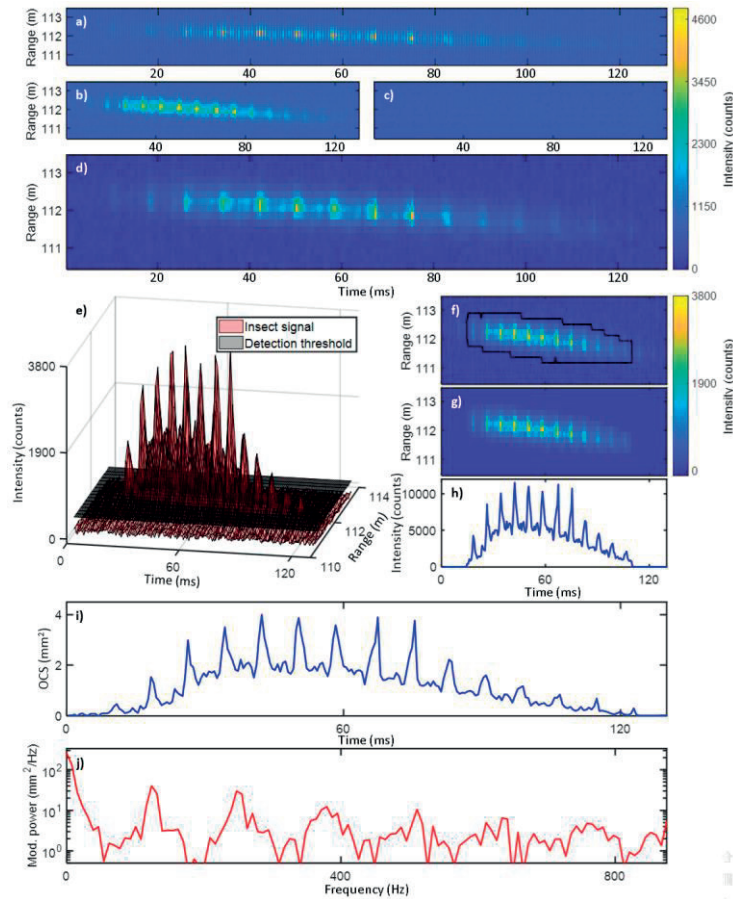 a)
113
112
111
Range (m)
20 40 60 80 100 120
4600
3450
2300
1150
0
Intensity (counts)
b)
113
112
111
Range (m)
40 60 80 100 120
c)
40 60 80 100 120
d)
113
112
111
Range (m)
20 40 60 80 100 120
Time (ms)
e)
Insect signal
Detection threshold
3800
1900
0
Intensity (counts)
0 60 120
Time (ms)
110 112 114
Range (m)
f)
113
112
111
Range (m)
g)
113
112
111
Range (m)
3800
1900
0
Intensity (counts)
h)
10000
5000
0
Intensity (counts)
0 60 120
Time (ms)
i)
4
2
0
OCS (mm²)
0 60 120
Time (ms)
j)
10²
10¹
10⁰
Mod. power (mm²/Hz)
0 400 800
Frequency (Hz)